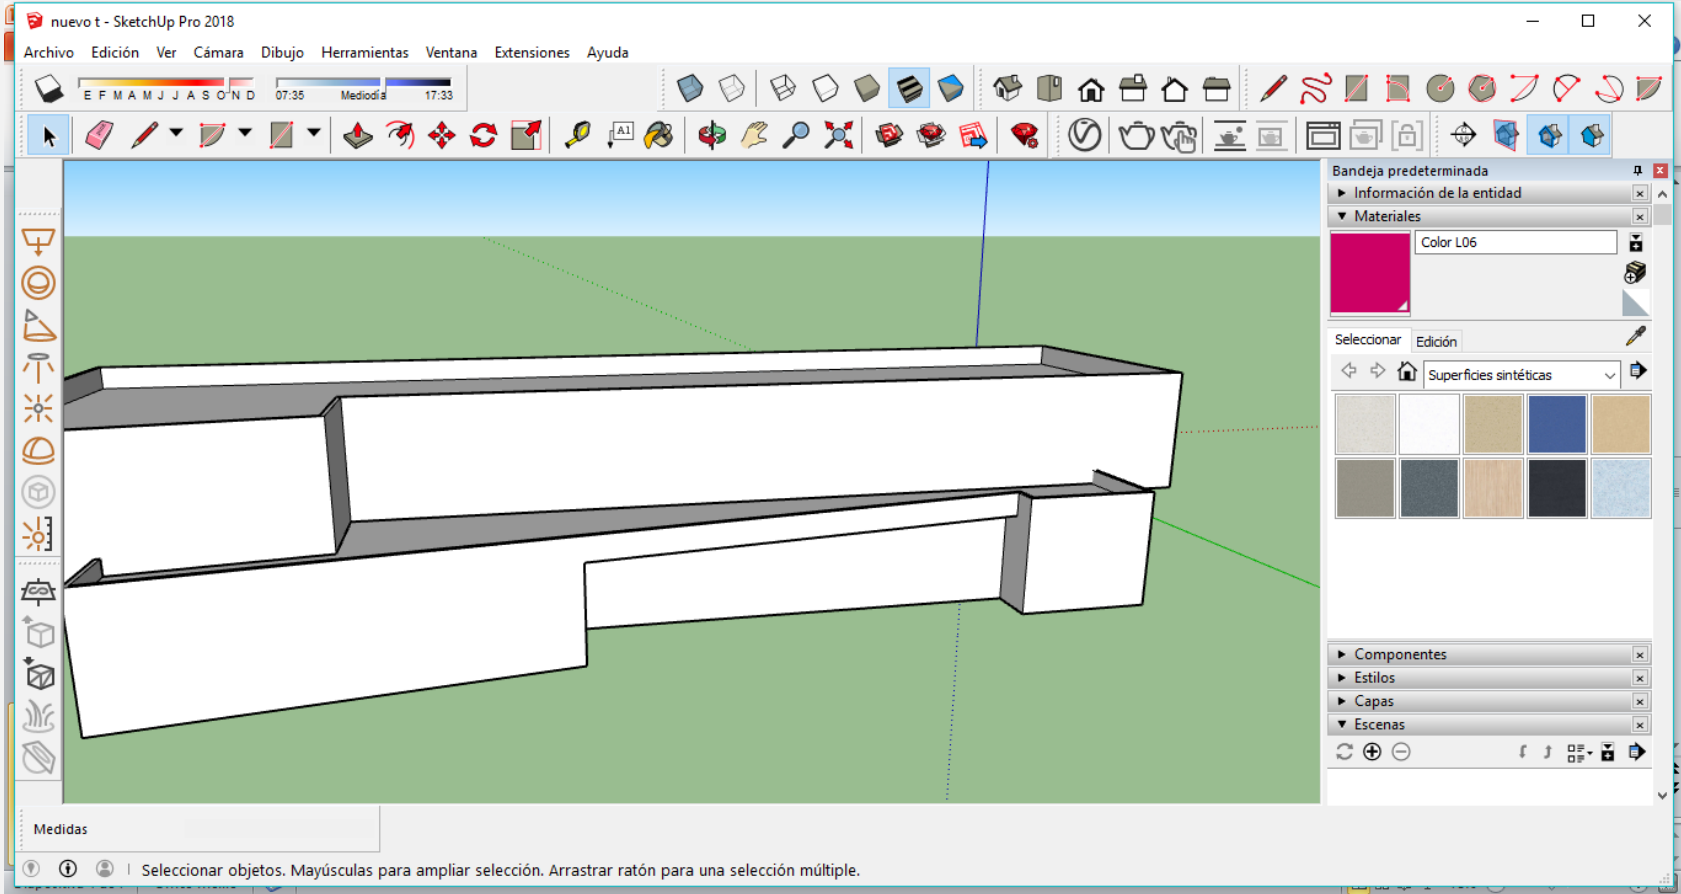 nuevo t - SketchUp Pro 2018
Archivo Edición Ver Cámara Dibujo Herramientas Ventana Extensiones Ayuda
E F M A M J J A S O N D 07:35 Mediodía 17:33
A1
Bandeja predeterminada
Información de la entidad
Materiales
Color L06
Seleccionar Edición
Superficies sintéticas
Componentes
Estilos
Capas
Escenas
Medidas
Seleccionar objetos. Mayúsculas para ampliar selección. Arrastrar ratón para una selección múltiple.